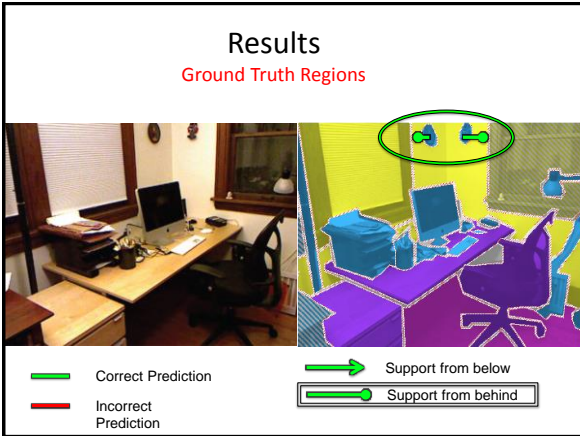 Results
Ground Truth Regions
Correct Prediction
Incorrect
Prediction
Support from below
Support from behind